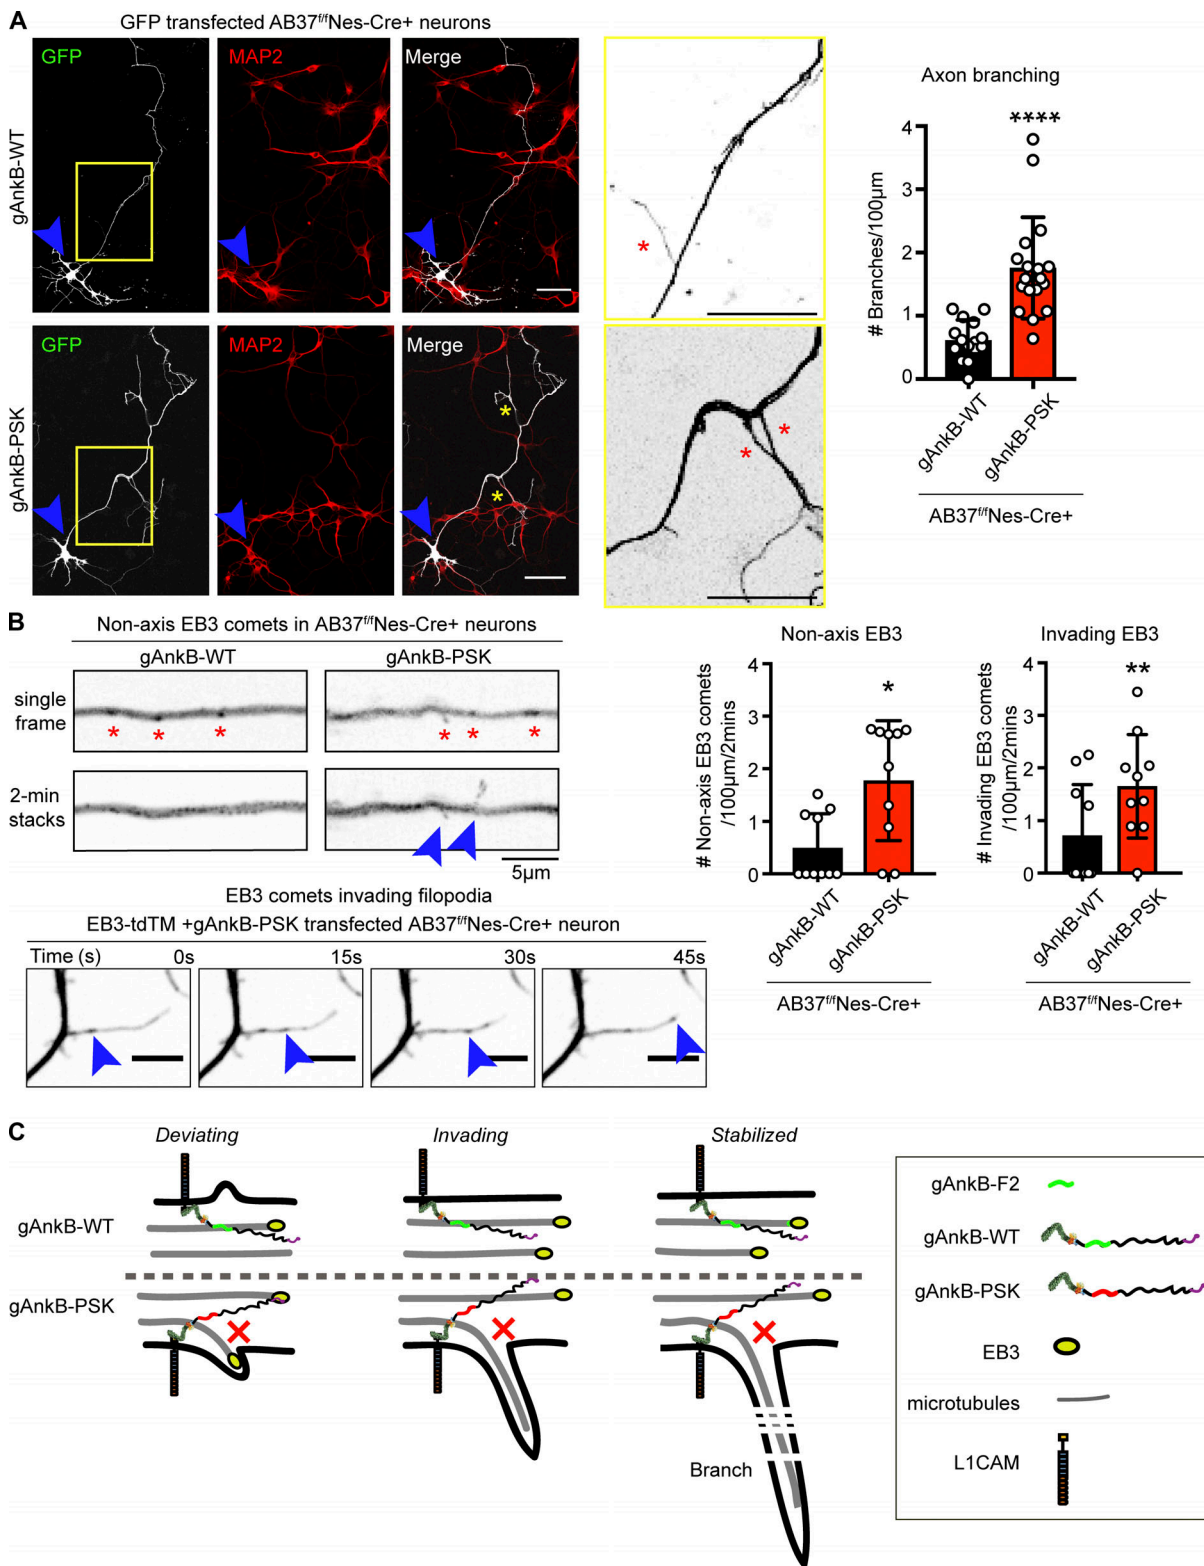 A
GFP transfected AB37f/fNes-Cre+ neurons
gAnkB-WT
GFP
MAP2
Merge
*
gAnkB-PSK
GFP
MAP2
Merge
*
*
*
*
Axon branching
****
# Branches/100µm
4
3
2
1
0
gAnkB-WT
gAnkB-PSK
AB37f/fNes-Cre+
B
Non-axis EB3 comets in AB37f/fNes-Cre+ neurons
gAnkB-WT
gAnkB-PSK
single
frame
* * *
* * *
2-min
stacks
5µm
EB3 comets invading filopodia
EB3-tdTM +gAnkB-PSK transfected AB37f/fNes-Cre+ neuron
Time (s) 0s 15s 30s 45s
Non-axis EB3
*
# Non-axis EB3 comets
/100µm/2mins
4
3
2
1
0
gAnkB-WT
gAnkB-PSK
AB37f/fNes-Cre+
Invading EB3
**
# Invading EB3 comets
/100µm/2mins
4
3
2
1
0
gAnkB-WT
gAnkB-PSK
AB37f/fNes-Cre+
C
Deviating
Invading
Stabilized
gAnkB-WT
gAnkB-PSK
Branch
gAnkB-F2
gAnkB-WT
gAnkB-PSK
EB3
microtubules
L1CAM